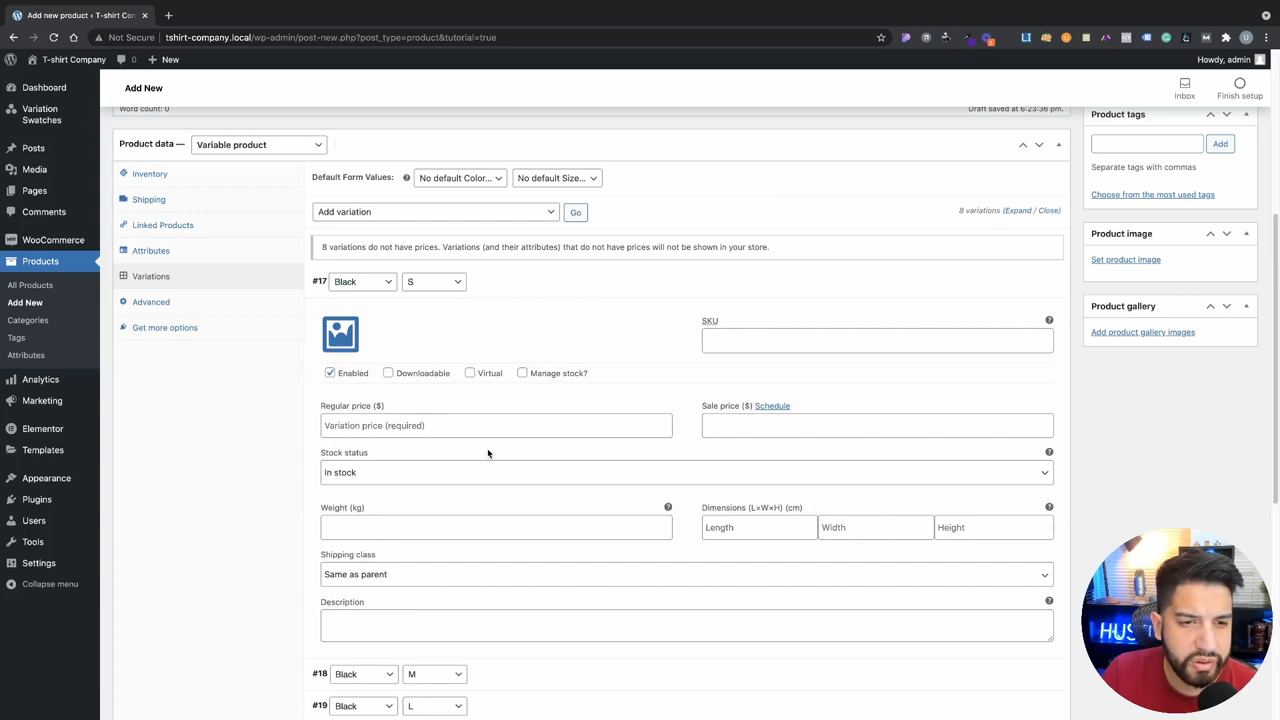 Add new product ‹ T-shirt Com
Not Secure
tshirt-company.local/wp-admin/post-new.php?post_type=product&tutorial=true
T-shirt Company
0
New
Howdy, admin
Dashboard
Variation
Swatches
Posts
Media
Pages
Comments
WooCommerce
Products
All Products
Add New
Categories
Tags
Attributes
Analytics
Marketing
Elementor
Templates
Appearance
Plugins
Users
Tools
Settings
Collapse menu
Add New
Inbox
Finish setup
Word count: 0
Draft saved at 6:23:36 pm.
Product data —
Variable product
Inventory
Shipping
Linked Products
Attributes
Variations
Advanced
Get more options
Default Form Values:
No default Color...
No default Size...
Add variation
Go
8 variations (Expand / Close)
8 variations do not have prices. Variations (and their attributes) that do not have prices will not be shown in your store.
#17
Black
S
SKU
Enabled
Downloadable
Virtual
Manage stock?
Regular price ($)
Variation price (required)
Sale price ($) Schedule
Stock status
In stock
Weight (kg)
Dimensions (L×W×H) (cm)
Length
Width
Height
Shipping class
Same as parent
Description
#18
Black
M
#19
Black
L
Product tags
Add
Separate tags with commas
Choose from the most used tags
Product image
Set product image
Product gallery
Add product gallery images
HUS